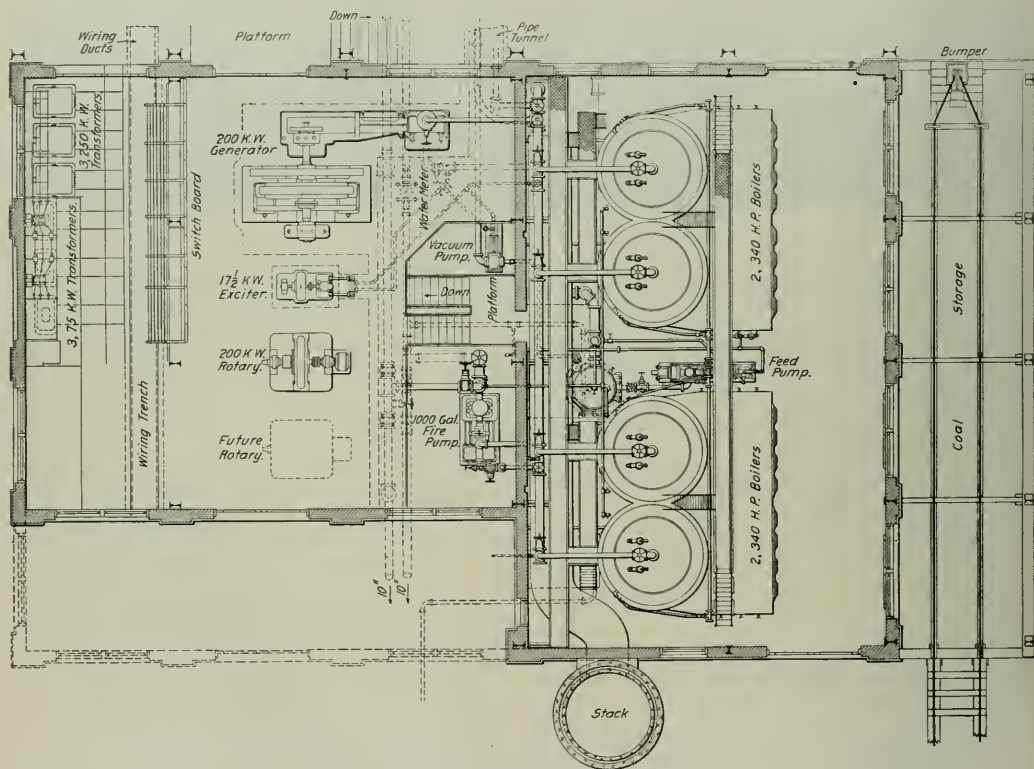 Wiring
Ducts
Platform
Down
Pipe
Tunnel
Bumper
3,250 K.W.
Transformers.
200 K.W.
Generator
Switch Board
Water Meter
Vacuum
Pump.
2, 340 H.P. Boilers
Storage
3, 75 K.W. Transformers.
17½ K.W.
Exciter.
Down
Platform
200 K.W.
Rotary.
Feed
Pump.
1000 Gal.
Fire
Pump.
Wiring Trench
Future
Rotary.
2, 340 H.P. Boilers
Coal
10"
10"
Stack